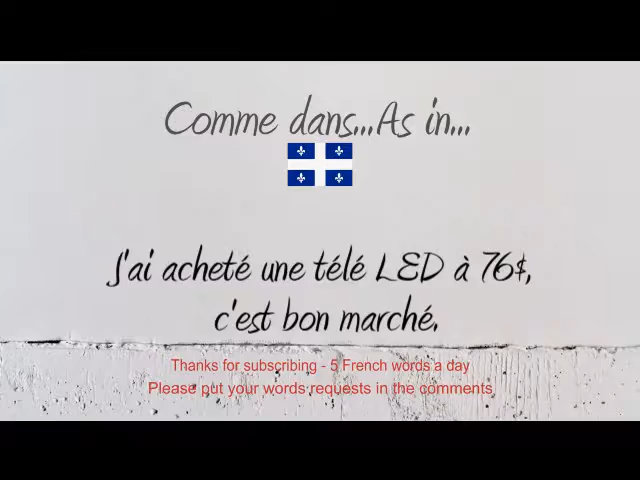 Comme dans...As in...
J'ai acheté une télé LED à 76$,
c'est bon marché.
Thanks for subscribing - 5 French words a day
Please put your words requests in the comments